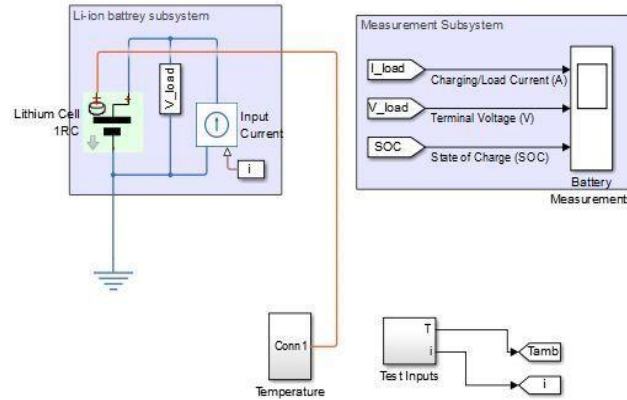 Li-ion battrey subsystem
V_load
Lithium Cell
1RC
Input
Current
i
Measurement Subsystem
I_load
Charging/Load Current (A)
V_load
Terminal Voltage (V)
SOC
State of Charge (SOC)
Battery
Measurement
Conn1
Temperature
T
i
Test Inputs
Tamb
i